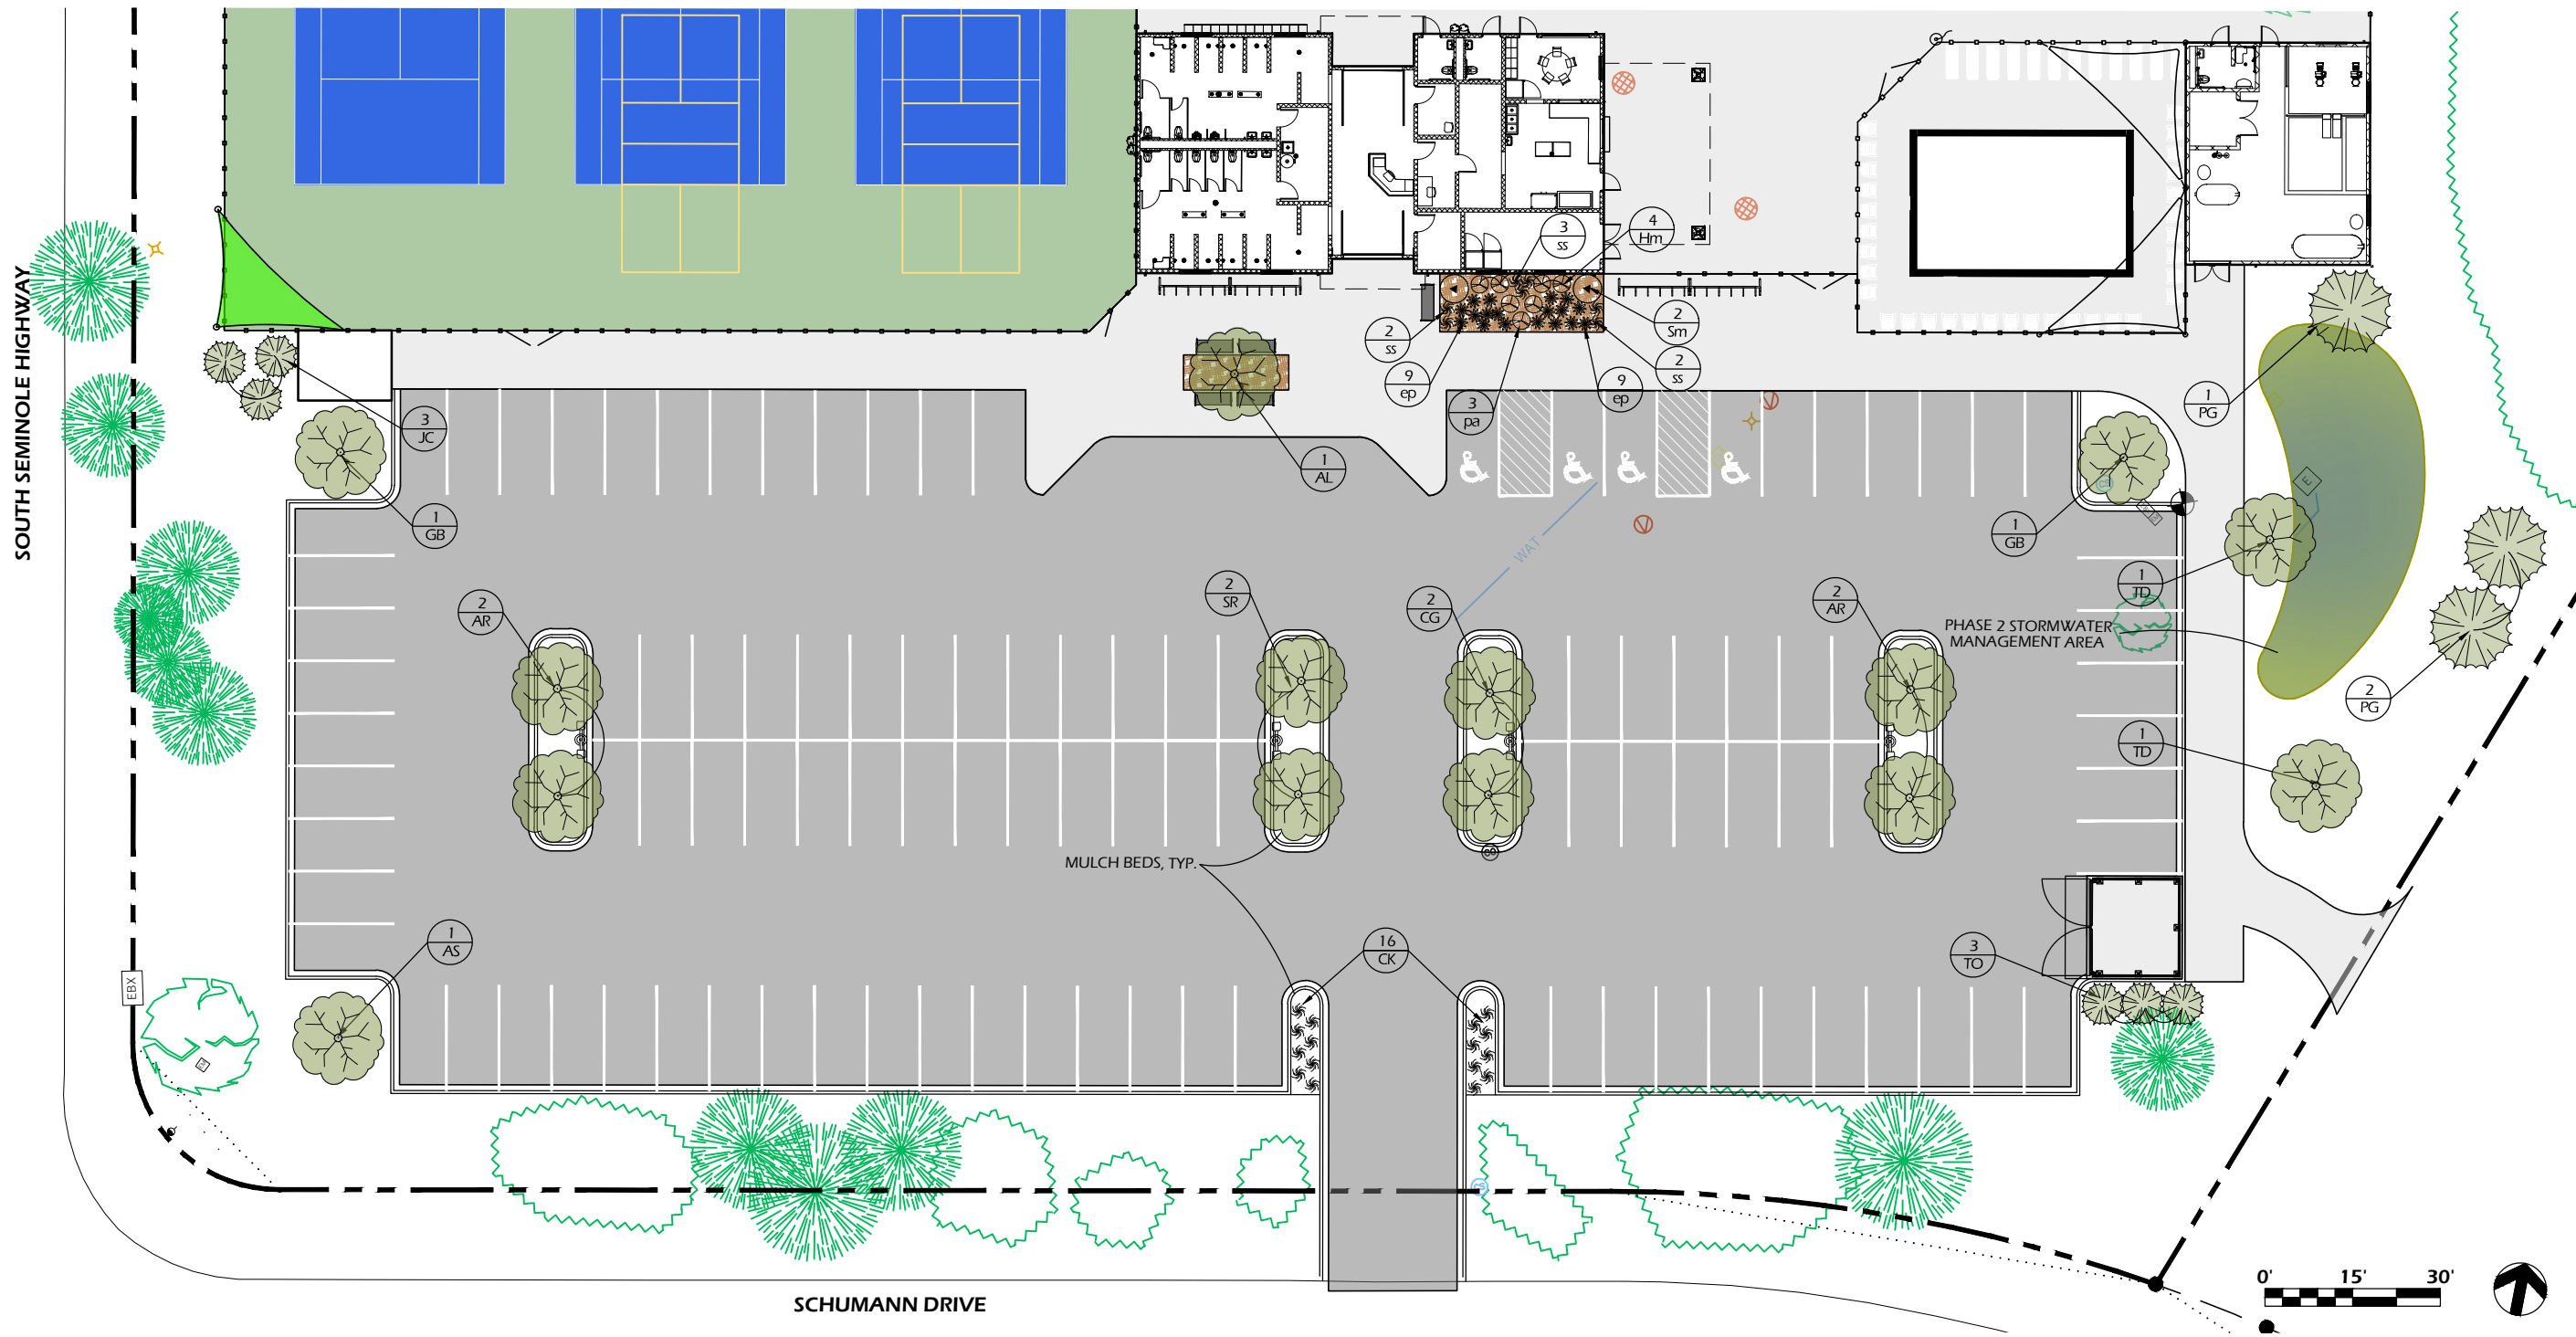 SOUTH SEMINOLE HIGHWAY
3
ss
4
Hm
2
Sm
2
ss
2
ss
9
ep
9
ep
3
pa
1
PG
3
JC
1
AL
1
GB
1
GB
1
TD
2
AR
2
SR
2
CG
2
AR
WAT
E
PHASE 2 STORMWATER
MANAGEMENT AREA
2
PG
1
TD
CO
MULCH BEDS, TYP.
1
AS
16
CK
3
TO
EBX
CS
SCHUMANN DRIVE
0' 15' 30'